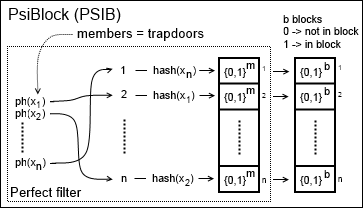 PsiBlock (PSIB)
members = trapdoors
b blocks
0 -> not in block
1 -> in block
ph(x1)
ph(x2)
ph(xn)
1 — hash(xn)
2 — hash(x1)
n — hash(x2)
{0,1}m 1
{0,1}m 2
{0,1}m n
{0,1}b 1
{0,1}b 2
{0,1}b n
Perfect filter